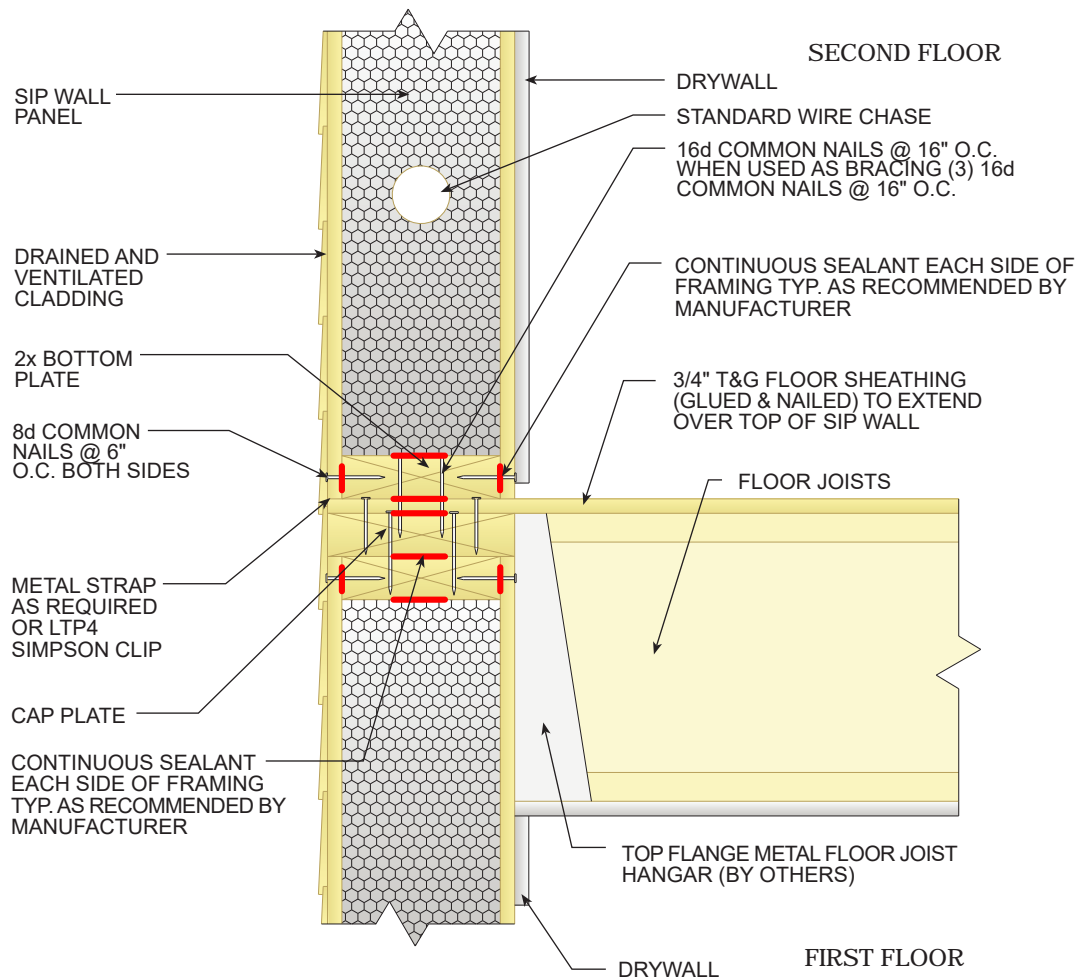 SECOND FLOOR
DRYWALL
SIP WALL
PANEL
STANDARD WIRE CHASE
16d COMMON NAILS @ 16" O.C.
WHEN USED AS BRACING (3) 16d
COMMON NAILS @ 16" O.C.
DRAINED AND
VENTILATED
CLADDING
CONTINUOUS SEALANT EACH SIDE OF
FRAMING TYP. AS RECOMMENDED BY
MANUFACTURER
2x BOTTOM
PLATE
3/4" T&G FLOOR SHEATHING
(GLUED & NAILED) TO EXTEND
OVER TOP OF SIP WALL
8d COMMON
NAILS @ 6"
O.C. BOTH SIDES
FLOOR JOISTS
METAL STRAP
AS REQUIRED
OR LTP4
SIMPSON CLIP
CAP PLATE
CONTINUOUS SEALANT
EACH SIDE OF FRAMING
TYP. AS RECOMMENDED BY
MANUFACTURER
TOP FLANGE METAL FLOOR JOIST
HANGAR (BY OTHERS)
DRYWALL
FIRST FLOOR